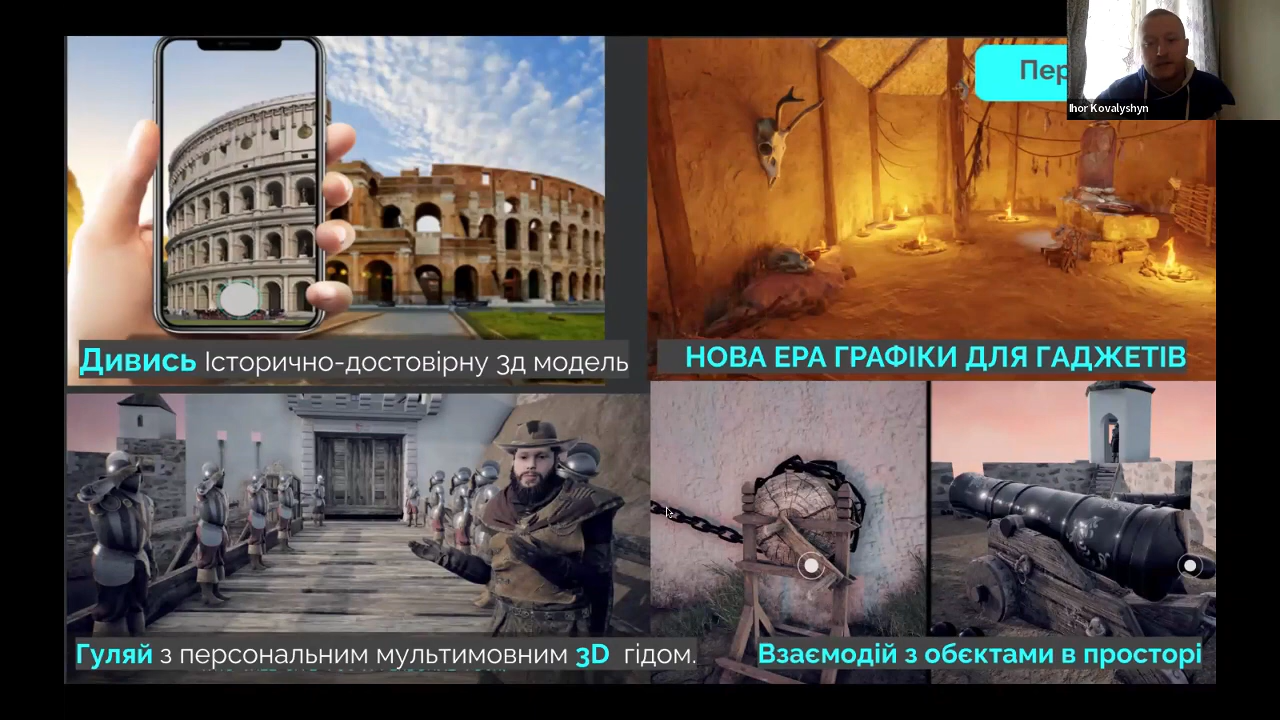 Пер
Ihor Kovalyshyn
Дивись Історично-достовірну 3д модель
НОВА ЕРА ГРАФІКИ ДЛЯ ГАДЖЕТІВ
Гуляй з персональним мультимовним 3D гідом.
Взаємодій з обєктами в просторі